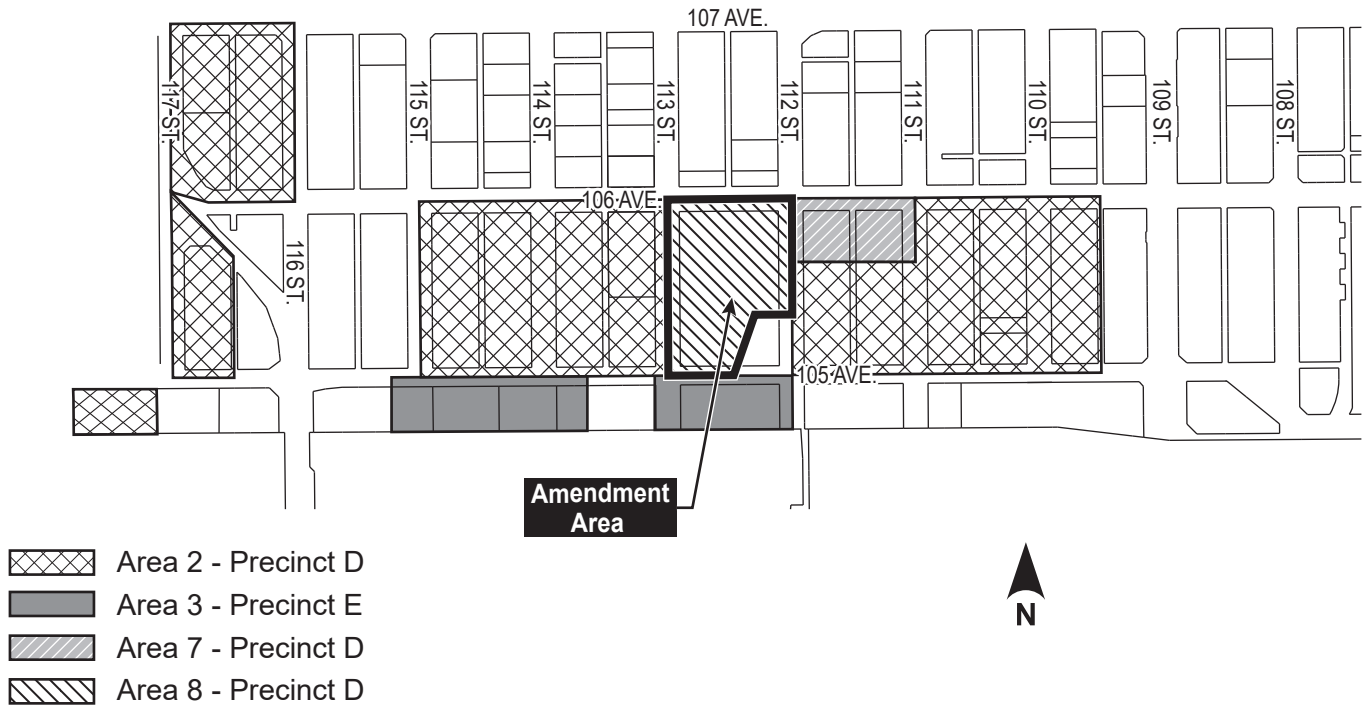 107 AVE.
117 ST.
115 ST.
114 ST.
113 ST.
112 ST.
111 ST.
110 ST.
109 ST.
108 ST.
106 AVE.
116 ST.
105 AVE.
Amendment
Area
Area 2 - Precinct D
Area 3 - Precinct E
Area 7 - Precinct D
Area 8 - Precinct D
N